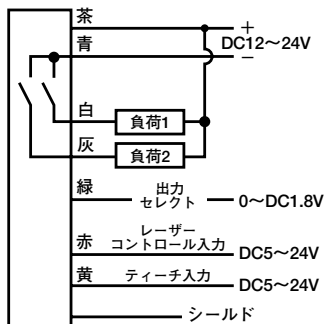 茶
+
青
DC12〜24V
−
白
負荷1
灰
負荷2
緑
出力
セレクト
0〜DC1.8V
赤
レーザー
コントロール入力
DC5〜24V
黄
ティーチ入力
DC5〜24V
シールド